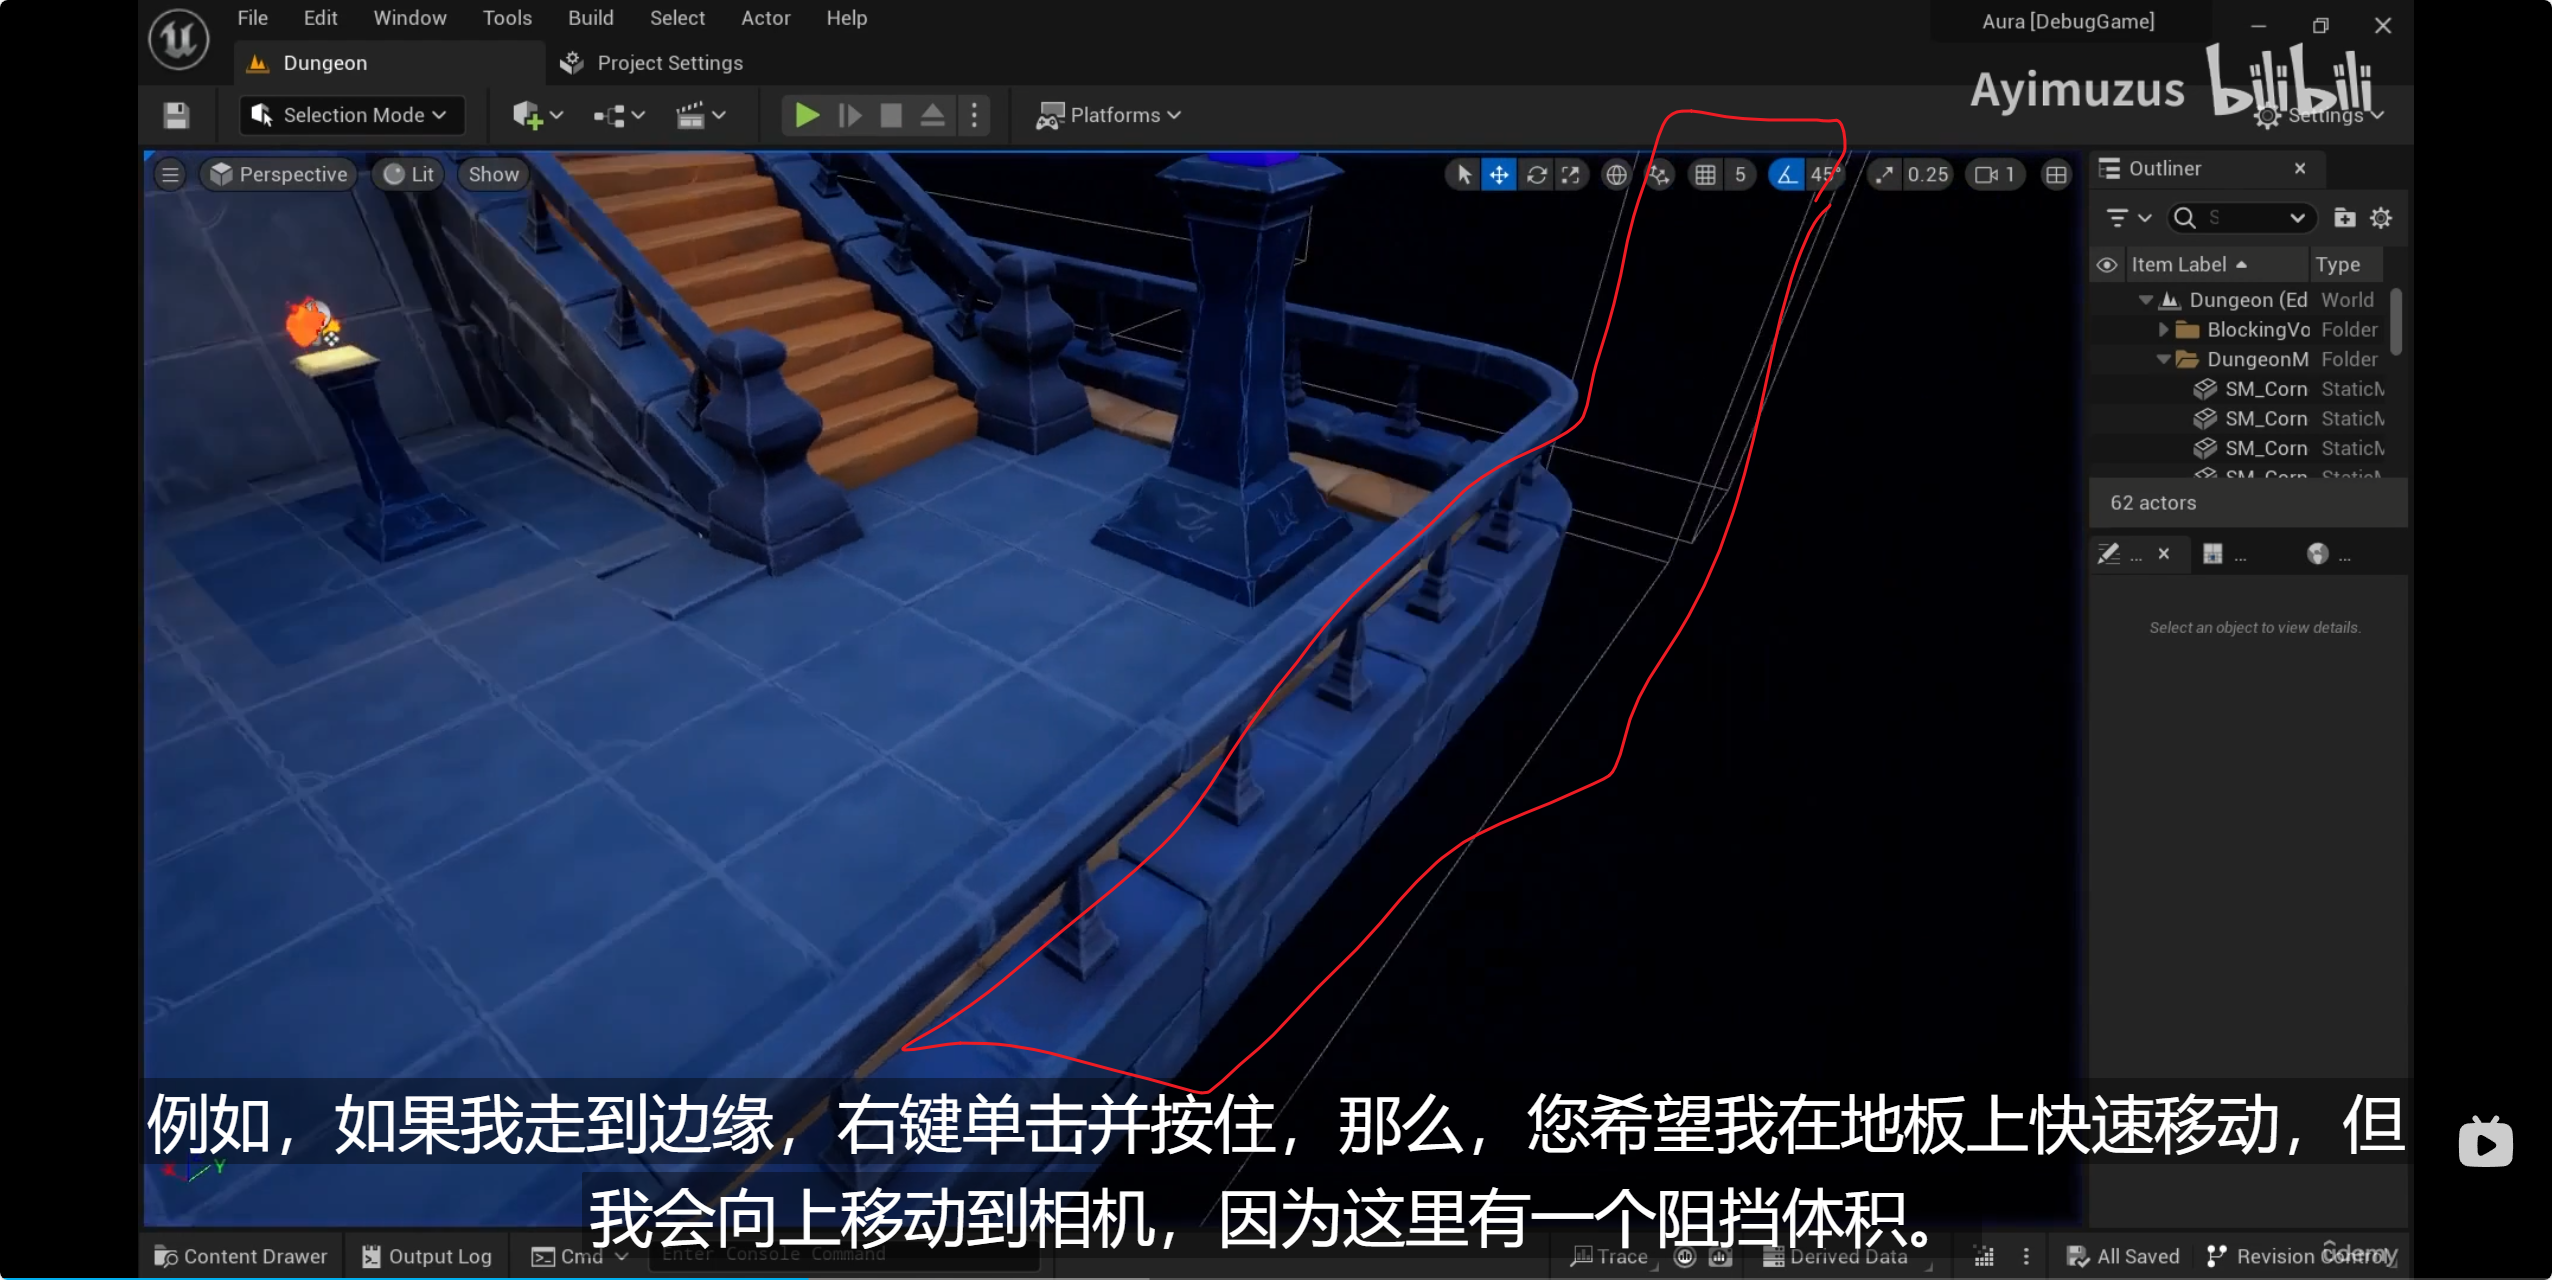 File Edit Window Tools Build Select Actor Help
Aura [DebugGame]
Dungeon
Project Settings
Ayimuzus bilibili
Selection Mode
Platforms
Settings
Perspective
Lit
Show
5
45°
0.25
1
Outliner
S
Item Label
Type
Dungeon (Ed World
BlockingVo Folder
DungeonM Folder
SM_Corn StaticM
SM_Corn StaticM
SM_Corn StaticM
SM_Corn StaticM
62 actors
...
...
...
Select an object to view details.
例如，如果我走到边缘，右键单击并按住，那么，您希望我在地板上快速移动，但
Y
我会向上移动到相机，因为这里有一个阻挡体积。
Content Drawer
Output Log
Cmd
Enter Console Command
Trace
Derived Data
All Saved
Revision Control
ûdemy